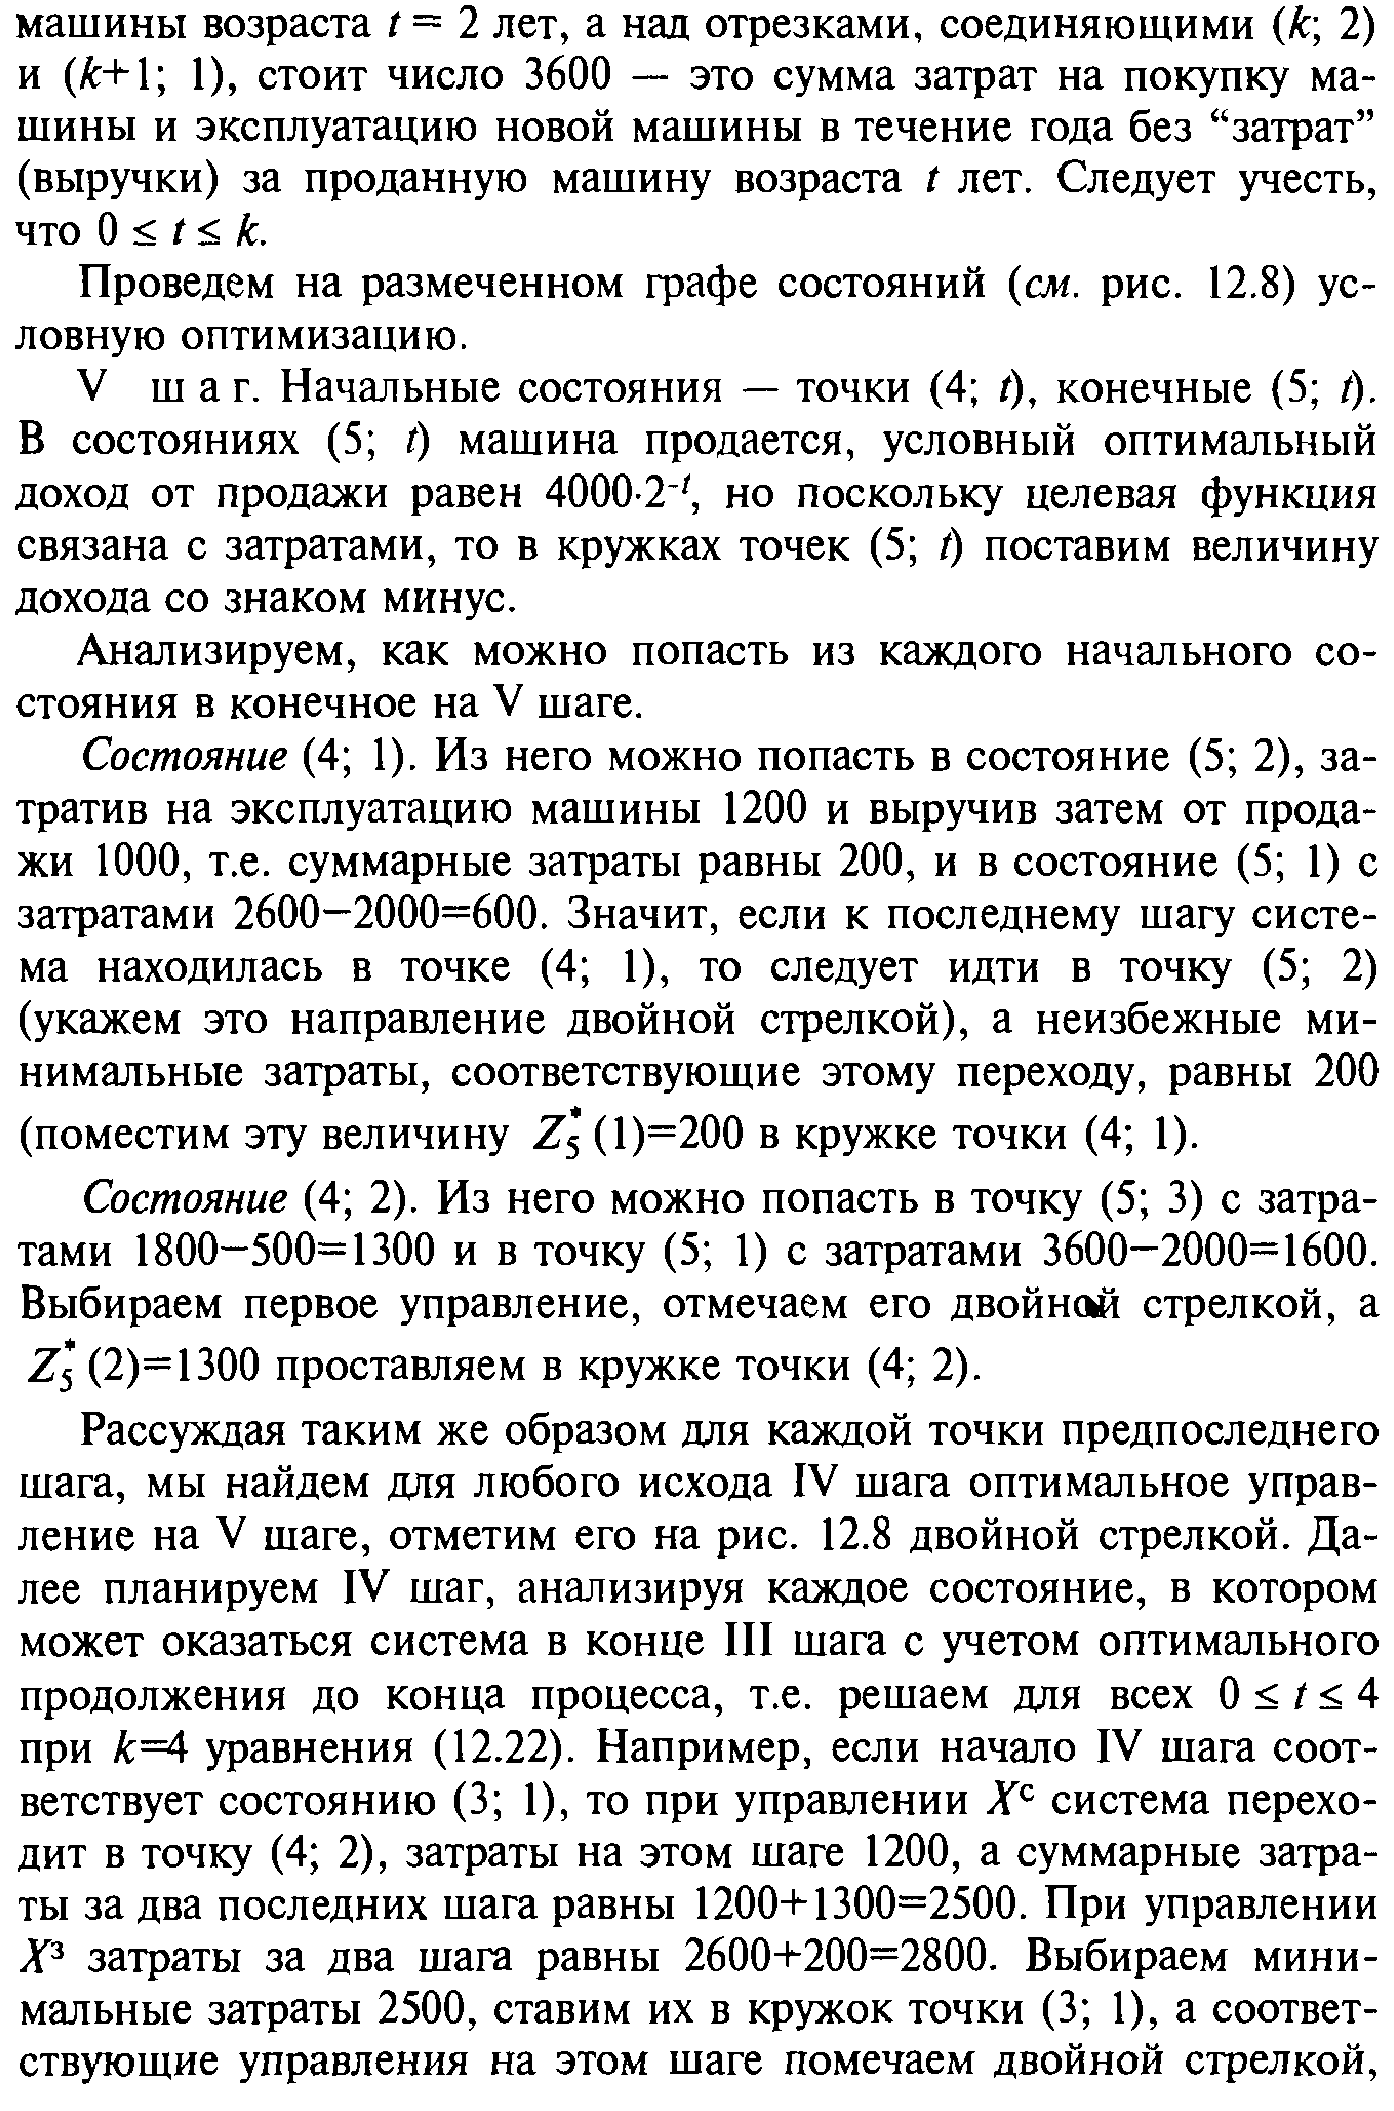 машины возраста t = 2 лет, а над отрезками, соединяющими (k; 2)
и (k+1; 1), стоит число 3600 — это сумма затрат на покупку ма-
шины и эксплуатацию новой машины в течение года без “затрат”
(выручки) за проданную машину возраста t лет. Следует учесть,
что 0 ≤ t ≤ k.
Проведем на размеченном графе состояний (см. рис. 12.8) ус-
ловную оптимизацию.
V ш а г. Начальные состояния — точки (4; t), конечные (5; t).
В состояниях (5; t) машина продается, условный оптимальный
доход от продажи равен 4000·2⁻ᵗ, но поскольку целевая функция
связана с затратами, то в кружках точек (5; t) поставим величину
дохода со знаком минус.
Анализируем, как можно попасть из каждого начального со-
стояния в конечное на V шаге.
Состояние (4; 1). Из него можно попасть в состояние (5; 2), за-
тратив на эксплуатацию машины 1200 и выручив затем от прода-
жи 1000, т.е. суммарные затраты равны 200, и в состояние (5; 1) с
затратами 2600—2000=600. Значит, если к последнему шагу систе-
ма находилась в точке (4; 1), то следует идти в точку (5; 2)
(укажем это направление двойной стрелкой), а неизбежные ми-
нимальные затраты, соответствующие этому переходу, равны 200
(поместим эту величину Z₅* (1)=200 в кружке точки (4; 1).
Состояние (4; 2). Из него можно попасть в точку (5; 3) с затра-
тами 1800—500=1300 и в точку (5; 1) с затратами 3600—2000=1600.
Выбираем первое управление, отмечаем его двойной стрелкой, а
Z₅* (2)=1300 проставляем в кружке точки (4; 2).
Рассуждая таким же образом для каждой точки предпоследнего
шага, мы найдем для любого исхода IV шага оптимальное управ-
ление на V шаге, отметим его на рис. 12.8 двойной стрелкой. Да-
лее планируем IV шаг, анализируя каждое состояние, в котором
может оказаться система в конце III шага с учетом оптимального
продолжения до конца процесса, т.е. решаем для всех 0 ≤ t ≤ 4
при k=4 уравнения (12.22). Например, если начало IV шага соот-
ветствует состоянию (3; 1), то при управлении Xᶜ система перехо-
дит в точку (4; 2), затраты на этом шаге 1200, а суммарные затра-
ты за два последних шага равны 1200+1300=2500. При управлении
Xᶾ затраты за два шага равны 2600+200=2800. Выбираем мини-
мальные затраты 2500, ставим их в кружок точки (3; 1), а соответ-
ствующие управления на этом шаге помечаем двойной стрелкой,